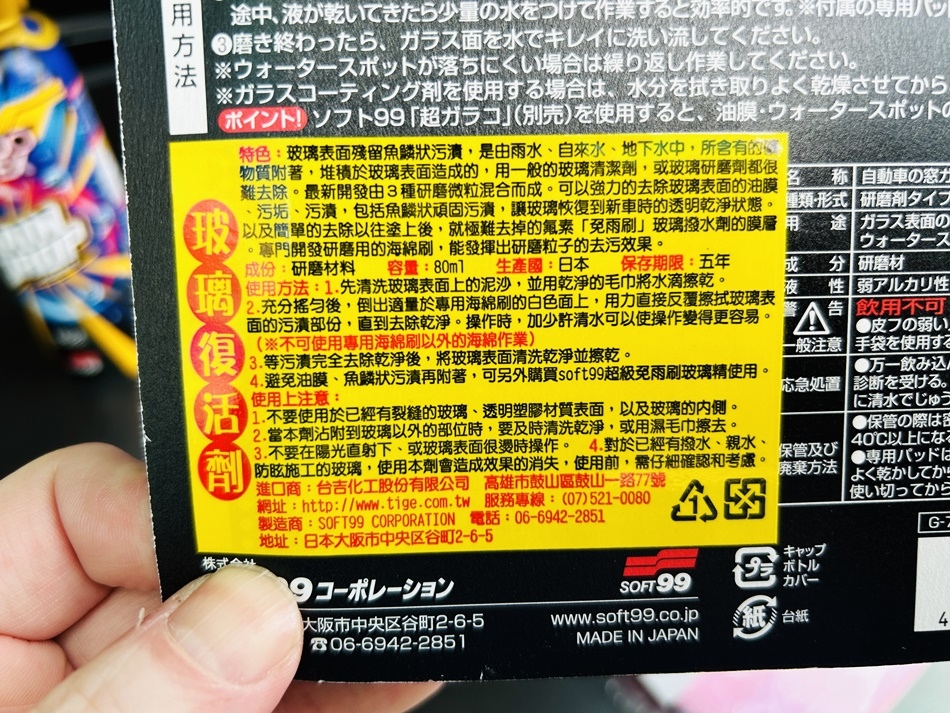 用方法
途中、液が乾いてきたら少量の水をつけて作業すると効率的です。※付属の専用パッ
③磨き終わったら、ガラス面を水でキレイに洗い流してください。
※ウォータースポットが落ちにくい場合は繰り返し作業してください。
※ガラスコーティング剤を使用する場合は、水分を拭き取りよく乾燥させてから
ポイント! ソフト99「超ガラコ」(別売)を使用すると、油膜・ウォータースポットの
玻璃復活劑
特色:玻璃表面殘留魚鱗狀污漬,是由雨水、自來水、地下水中,所含有的
物質附著,堆積於玻璃表面造成的,用一般的玻璃清潔劑,或玻璃研磨劑都很
難去除。最新開發由3種研磨微粒混合而成。可以強力的去除玻璃表面的油膜
、污垢、污漬,包括魚鱗狀頑固污漬,讓玻璃恢復到新車時的透明乾淨狀態。
以及簡單的去除以往塗上後,就極難去掉的氟素「免雨刷」玻璃撥水劑的膜層
。專門開發研磨用的海綿刷,能發揮出研磨粒子的去污效果。
成份:研磨材料 容量:80ml 生產國:日本 保存期限:五年
使用方法:1.先清洗玻璃表面上的泥沙,並用乾淨的毛巾將水滴擦乾。
2.充分搖勻後,倒出適量於專用海綿刷的白色面上,用力直接反覆擦拭玻璃表
面的污漬部份,直到去除乾淨。操作時,加少許清水可以使操作變得更容易。
(※不可使用專用海綿刷以外的海綿作業)
3.等污漬完全去除乾淨後,將玻璃表面清洗乾淨並擦乾。
4.避免油膜、魚鱗狀污漬再附著,可另外購買soft99超級免雨刷玻璃精使用。
使用上注意:
1.不要使用於已經有裂縫的玻璃、透明塑膠材質表面,以及玻璃的內側。
2.當本劑沾附到玻璃以外的部位時,要及時清洗乾淨,或用濕毛巾擦去。
3.不要在陽光直射下、或玻璃表面很燙時操作。 4.對於已經有撥水、親水、
防眩施工的玻璃,使用本劑會造成效果的消失,使用前,需仔細確認和考慮。
進口商:台吉化工股份有限公司 高雄市鼓山區鼓山一路77號
網址:http://www.tige.com.tw 服務專線:(07)521-0080
製造商:SOFT99 CORPORATION 電話:06-6942-2851
地址:日本大阪市中央区谷町2-6-5
名 称 自動車の窓ガ
種類・形式 研磨剤タイプ
用 途 ガラス表面の
ウォータース
成 分 研磨材
液 性 弱アルカリ性
警告 飲用不可
一般注意 ●皮フの弱い
手袋を使用す
応急処置 ●万一飲み込ん
診断を受ける。
に清水でじゅう
保管及び
廃棄方法 ●保管の際は
40℃以上にな
●専用パッドは
よく乾かしてか
使い切ってから
G-7
4
株式会社
99コーポレーション
大阪市中央区谷町2-6-5
☎06-6942-2851
SOFT99
www.soft99.co.jp
MADE IN JAPAN
プラ
キャップ
ボトル
カバー
紙
台紙